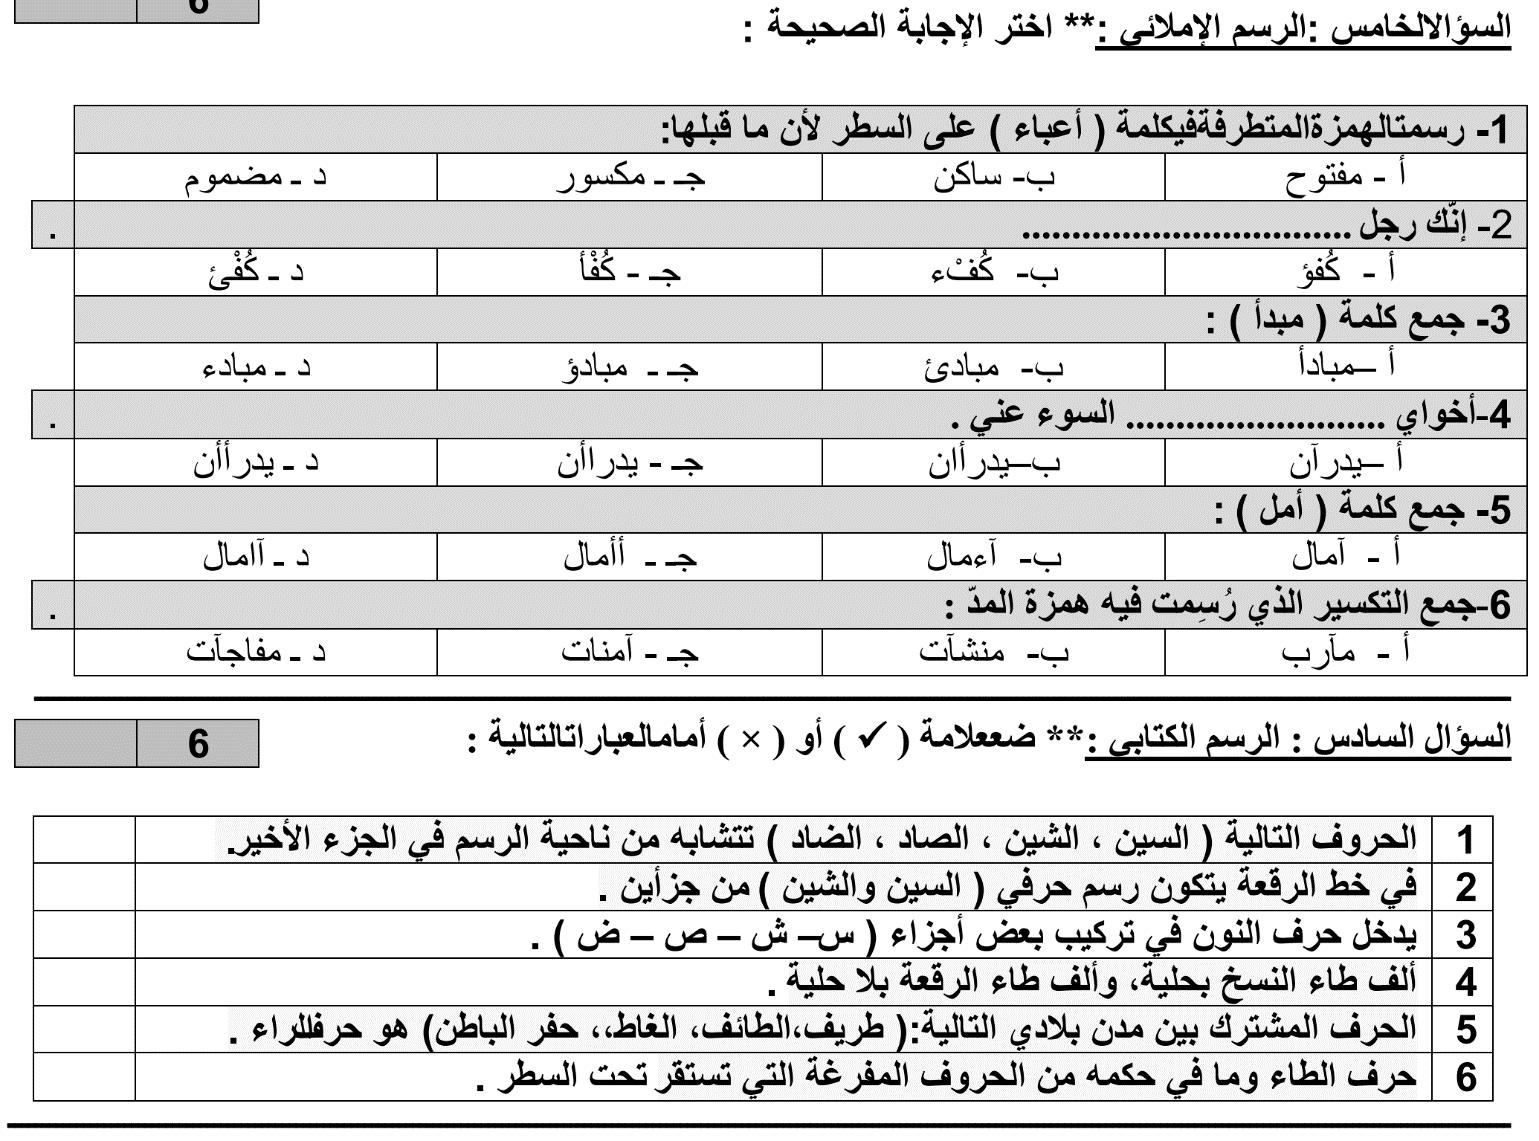 6
السؤالالخامس :الرسم الإملائي :** اختر الإجابة الصحيحة :
1- رسمتالهمزةالمتطرفةفيكلمة ( أعباء ) على السطر لأن ما قبلها:
أ - مفتوح ب- ساكن جـ ـ مكسور د ـ مضموم
2- إنّك رجل ................................. .
أ - كُفؤ ب- كُفْء جـ - كُفْأ د ـ كُفْئ
3- جمع كلمة ( مبدأ ) :
أ –مبادأ ب- مبادئ جـ ـ مبادؤ د ـ مبادء
4-أخواي .......................... السوء عني . .
أ –يدرآن ب–يدرأان جـ - يدراأن د ـ يدرأأن
5- جمع كلمة ( أمل ) :
أ - آمال ب- آءمال جـ ـ أأمال د ـ آامال
6-جمع التكسير الذي رُسِمت فيه همزة المدّ : .
أ - مآرب ب- منشآت جـ - آمنات د ـ مفاجآت
السؤال السادس : الرسم الكتابي :** ضععلامة ( ✓ ) أو ( × ) أمامالعباراتالتالية : 6
1 الحروف التالية ( السين ، الشين ، الصاد ، الضاد ) تتشابه من ناحية الرسم في الجزء الأخير.
2 في خط الرقعة يتكون رسم حرفي ( السين والشين ) من جزأين .
3 يدخل حرف النون في تركيب بعض أجزاء ( س– ش – ص – ض ) .
4 ألف طاء النسخ بحلية، وألف طاء الرقعة بلا حلية .
5 الحرف المشترك بين مدن بلادي التالية:( طريف،الطائف، الغاط،، حفر الباطن) هو حرفللراء .
6 حرف الطاء وما في حكمه من الحروف المفرغة التي تستقر تحت السطر .